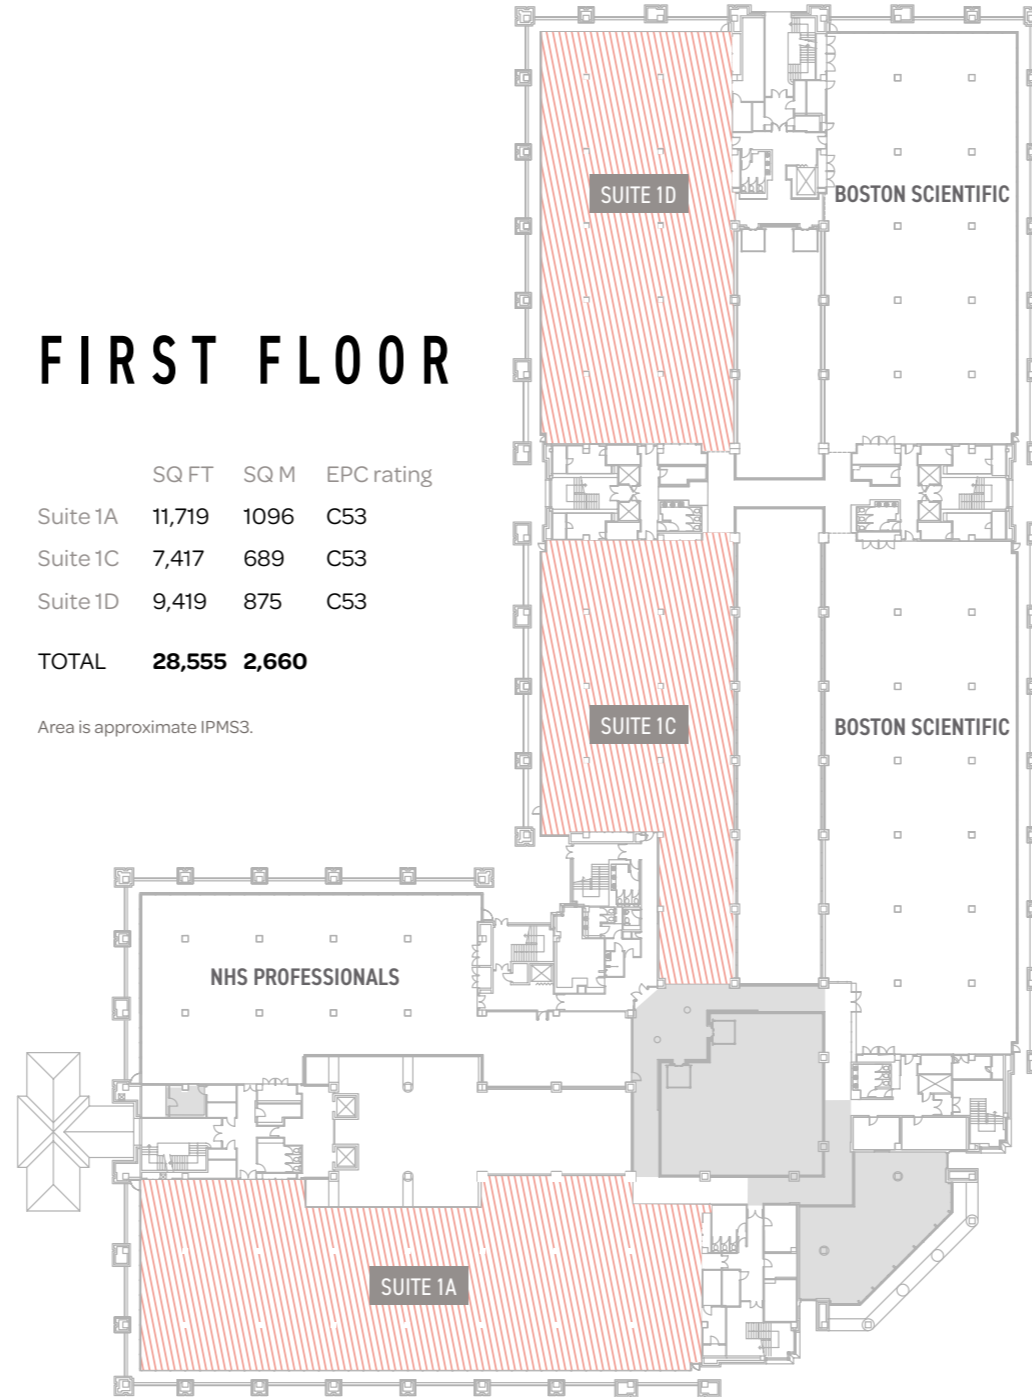 FIRST FLOOR
SQ FT SQ M EPC rating
Suite 1A 11,719 1096 C53
Suite 1C 7,417 689 C53
Suite 1D 9,419 875 C53
TOTAL 28,555 2,660
Area is approximate IPMS3.
SUITE 1D
BOSTON SCIENTIFIC
SUITE 1C
BOSTON SCIENTIFIC
NHS PROFESSIONALS
SUITE 1A